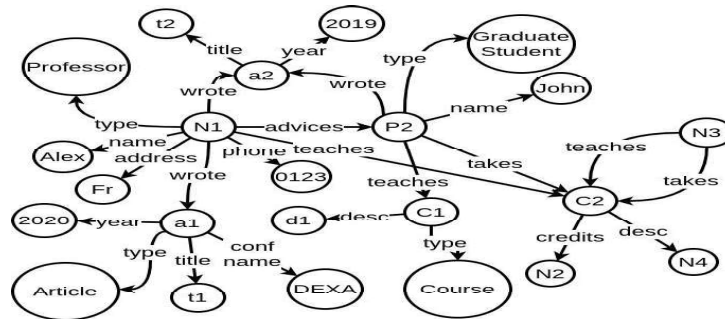 t2
2019
title
year
Graduate
Student
Professor
a2
type
wrote
wrote
name
John
type
N1
advices
P2
N3
name
Alex
address
phone
teaches
teaches
takes
wrote
Fr
0123
teaches
takes
C2
2020
year
a1
d1
desc
C1
type
title
conf
name
type
credits
desc
Article
t1
DEXA
Course
N2
N4